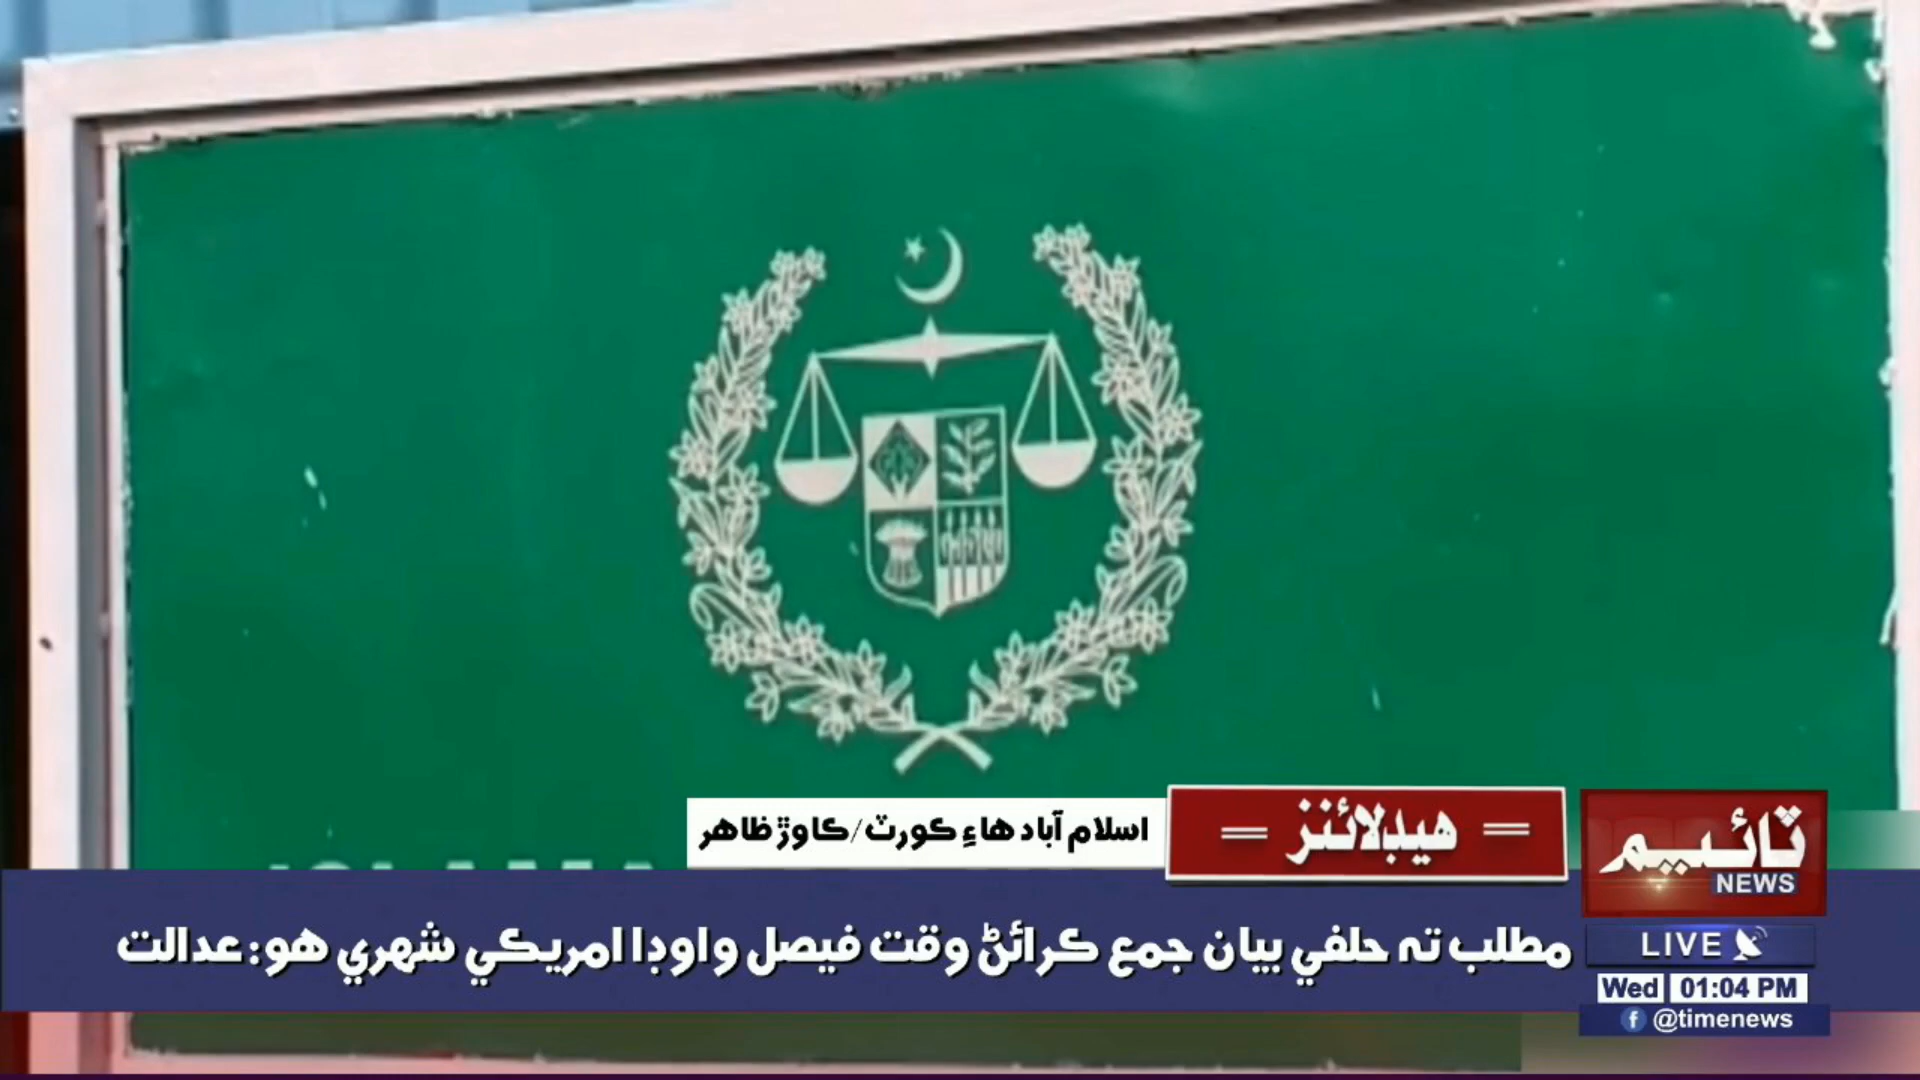 هيڊلائنز
اسلام آباد هاءِ ڪورٽ/ڪاوڙ ظاهر
مطلب ته حلفي بيان جمع ڪرائڻ وقت فيصل واوڊا امريڪي شهري هو: عدالت
ٽائيم
NEWS
LIVE
Wed 01:04 PM
@timenews